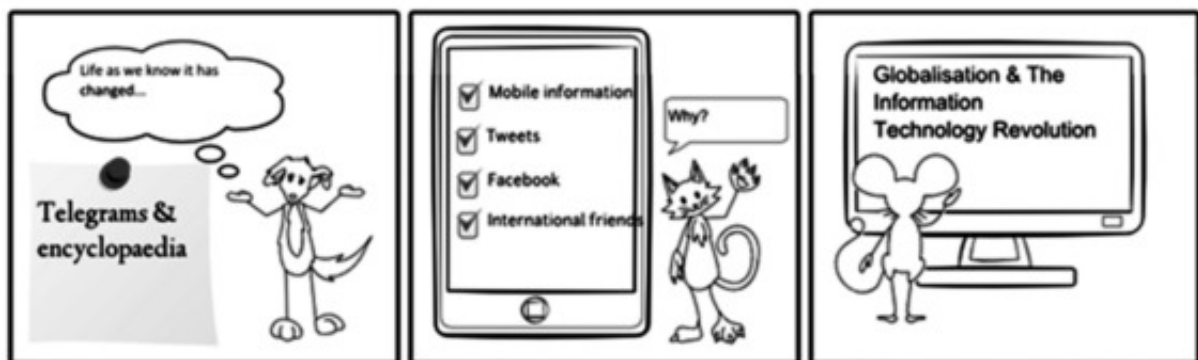 Life as we know it has
changed...
Telegrams &
encyclopaedia
Mobile information
Tweets
Facebook
International friends
Why?
Globalisation & The
Information
Technology Revolution